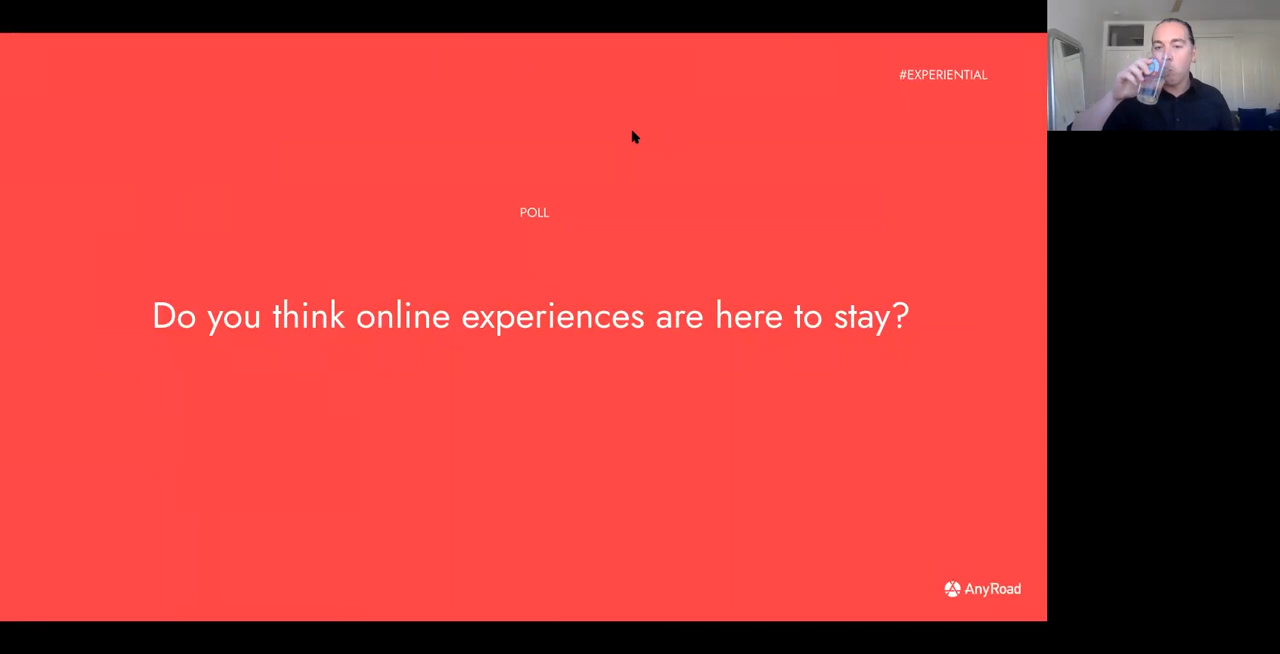 #EXPERIENTIAL
POLL
Do you think online experiences are here to stay?
AnyRoad